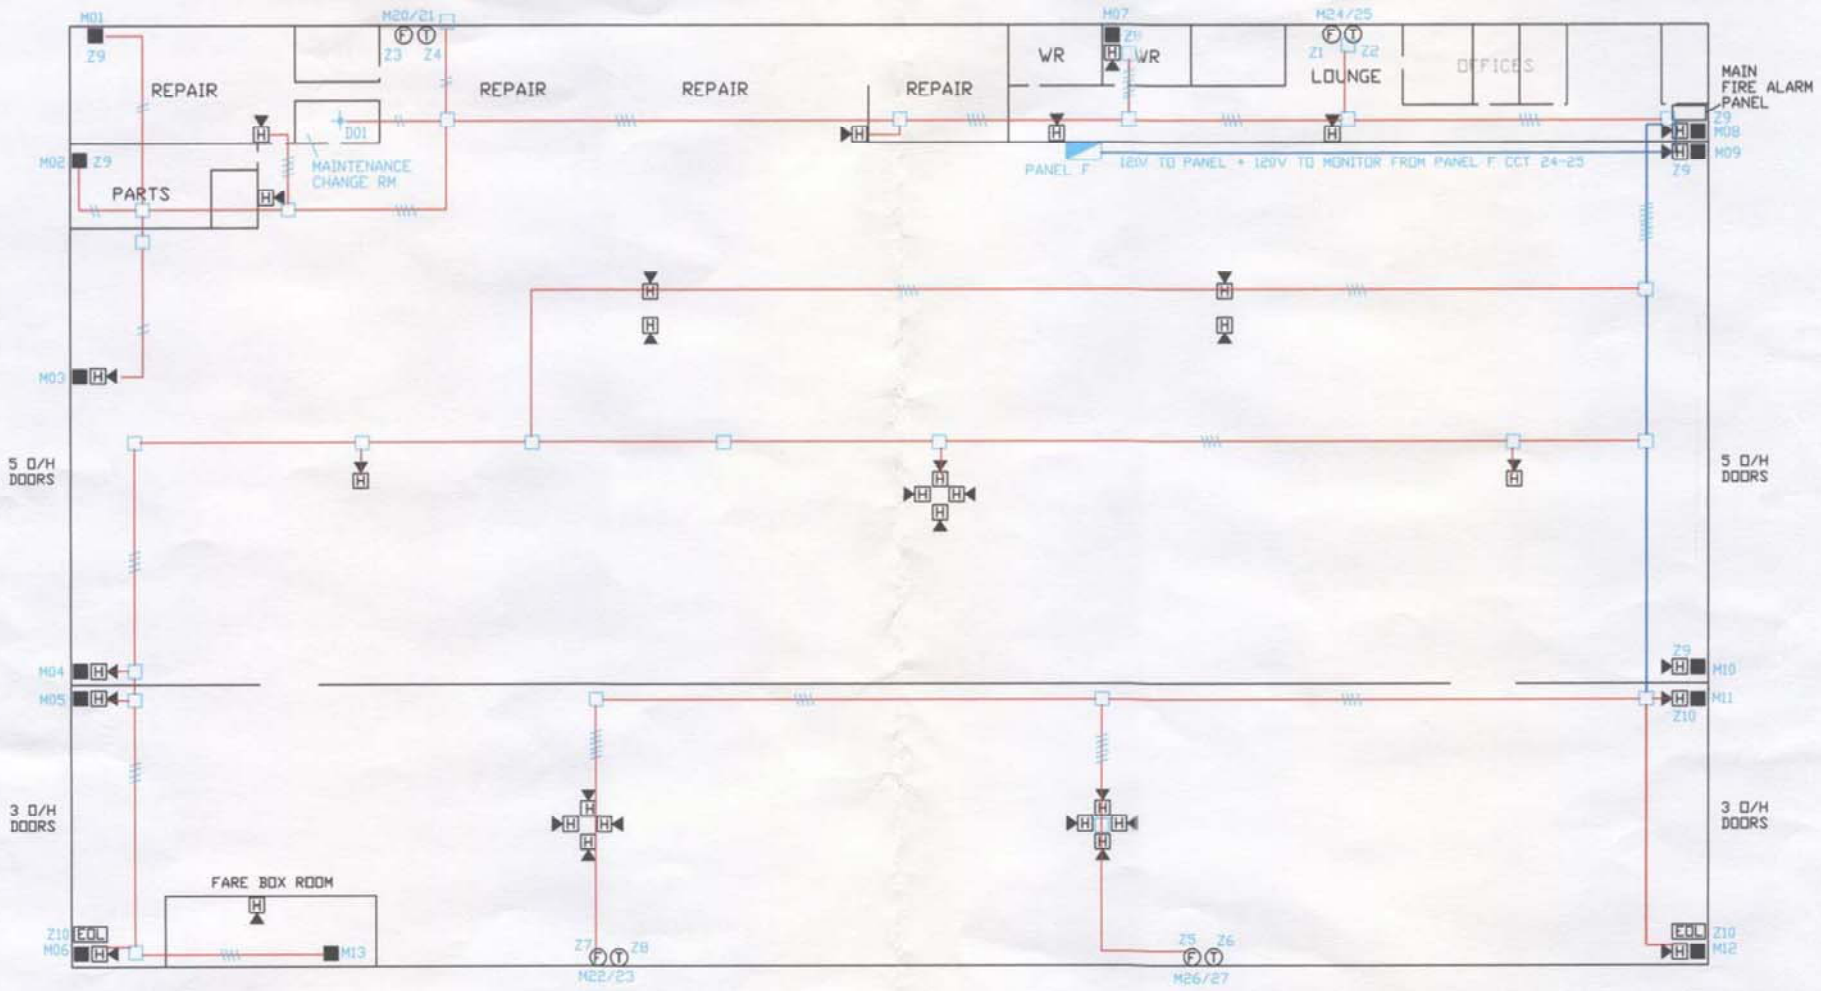 M01
M20/21
M07
M24/25
Z9
Z3
F
T
Z4
Z11
F
T
Z1
Z2
WR
H
WR
LOUNGE
OFFICES
REPAIR
REPAIR
REPAIR
REPAIR
MAIN
FIRE ALARM
PANEL
Z9
H
D01
H
H
H
H
M08
M02
Z9
MAINTENANCE
CHANGE RM
PANEL F
120V TO PANEL + 120V TO MONITOR FROM PANEL F CCT 24-25
H
M09
Z9
PARTS
H
H
H
H
H
M03
H
5 O/H
DOORS
H
H
H
H
H
H
5 O/H
DOORS
Z9
M04
H
H
M10
M05
H
H
M11
Z10
3 O/H
DOORS
H
H
H
H
H
H
H
H
3 O/H
DOORS
FARE BOX ROOM
H
Z10
EOL
M06
H
M13
Z7
F
T
Z8
M22/23
Z5
Z6
F
T
M26/27
EOL
Z10
H
M12